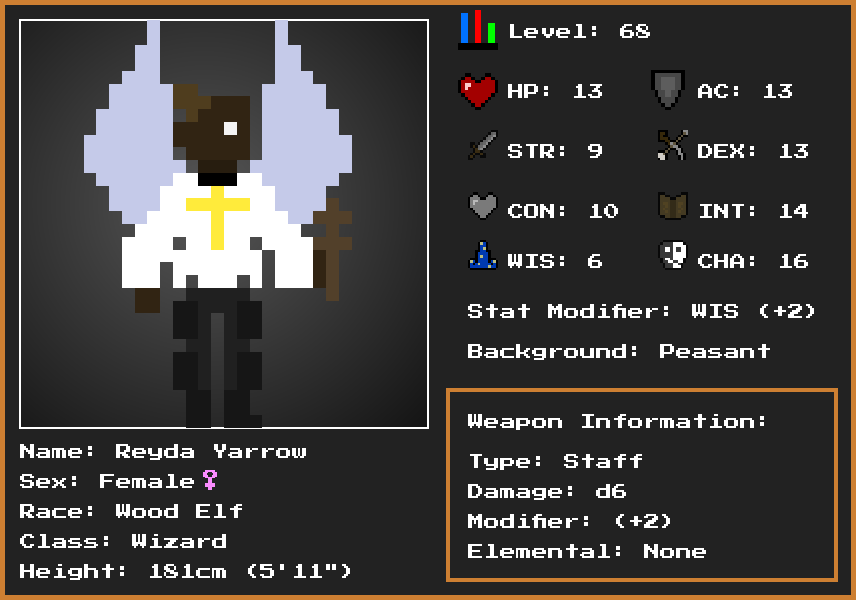 Level: 68
HP: 13 AC: 13
STR: 9 DEX: 13
CON: 10 INT: 14
WIS: 6 CHA: 16
Stat Modifier: WIS (+2)
Background: Peasant
Weapon Information:
Type: Staff
Damage: d6
Modifier: (+2)
Elemental: None
Name: Reyda Yarrow
Sex: Female♀
Race: Wood Elf
Class: Wizard
Height: 181cm (5'11")